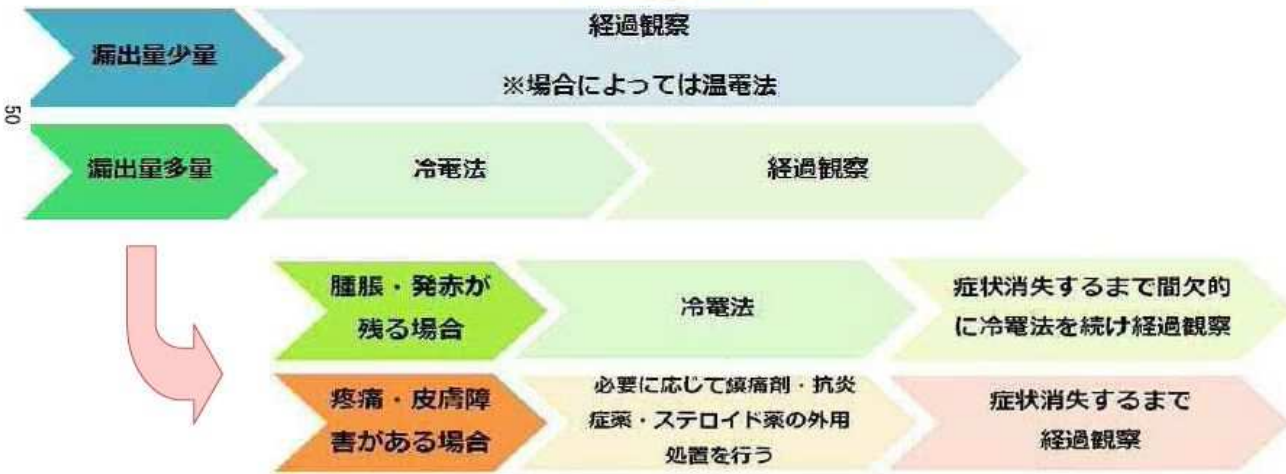 漏出量少量
経過観察
※場合によっては温罨法
50
漏出量多量
冷罨法
経過観察
腫脹・発赤が
残る場合
冷罨法
症状消失するまで間欠的
に冷罨法を続け経過観察
疼痛・皮膚障
害がある場合
必要に応じて鎮痛剤・抗炎
症薬・ステロイド薬の外用
処置を行う
症状消失するまで
経過観察